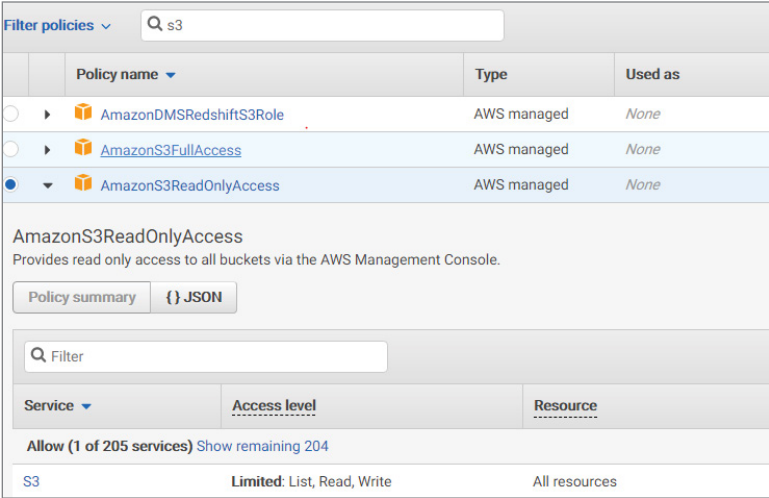 Filter policies s3
Policy name Type Used as
AmazonDMSRedshiftS3Role AWS managed None
AmazonS3FullAccess AWS managed None
AmazonS3ReadOnlyAccess AWS managed None
AmazonS3ReadOnlyAccess
Provides read only access to all buckets via the AWS Management Console.
Policy summary { } JSON
Filter
Service Access level Resource
Allow (1 of 205 services) Show remaining 204
S3 Limited: List, Read, Write All resources